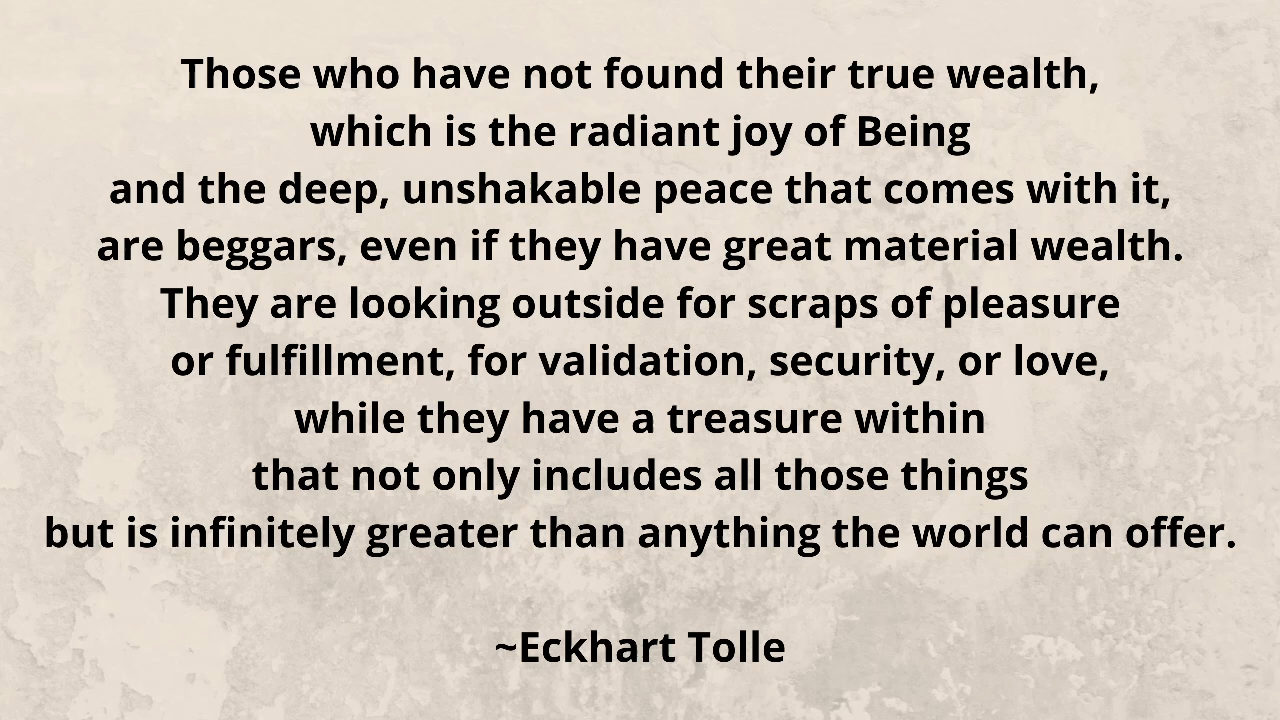 Those who have not found their true wealth,
which is the radiant joy of Being
and the deep, unshakable peace that comes with it,
are beggars, even if they have great material wealth.
They are looking outside for scraps of pleasure
or fulfillment, for validation, security, or love,
while they have a treasure within
that not only includes all those things
but is infinitely greater than anything the world can offer.
~Eckhart Tolle